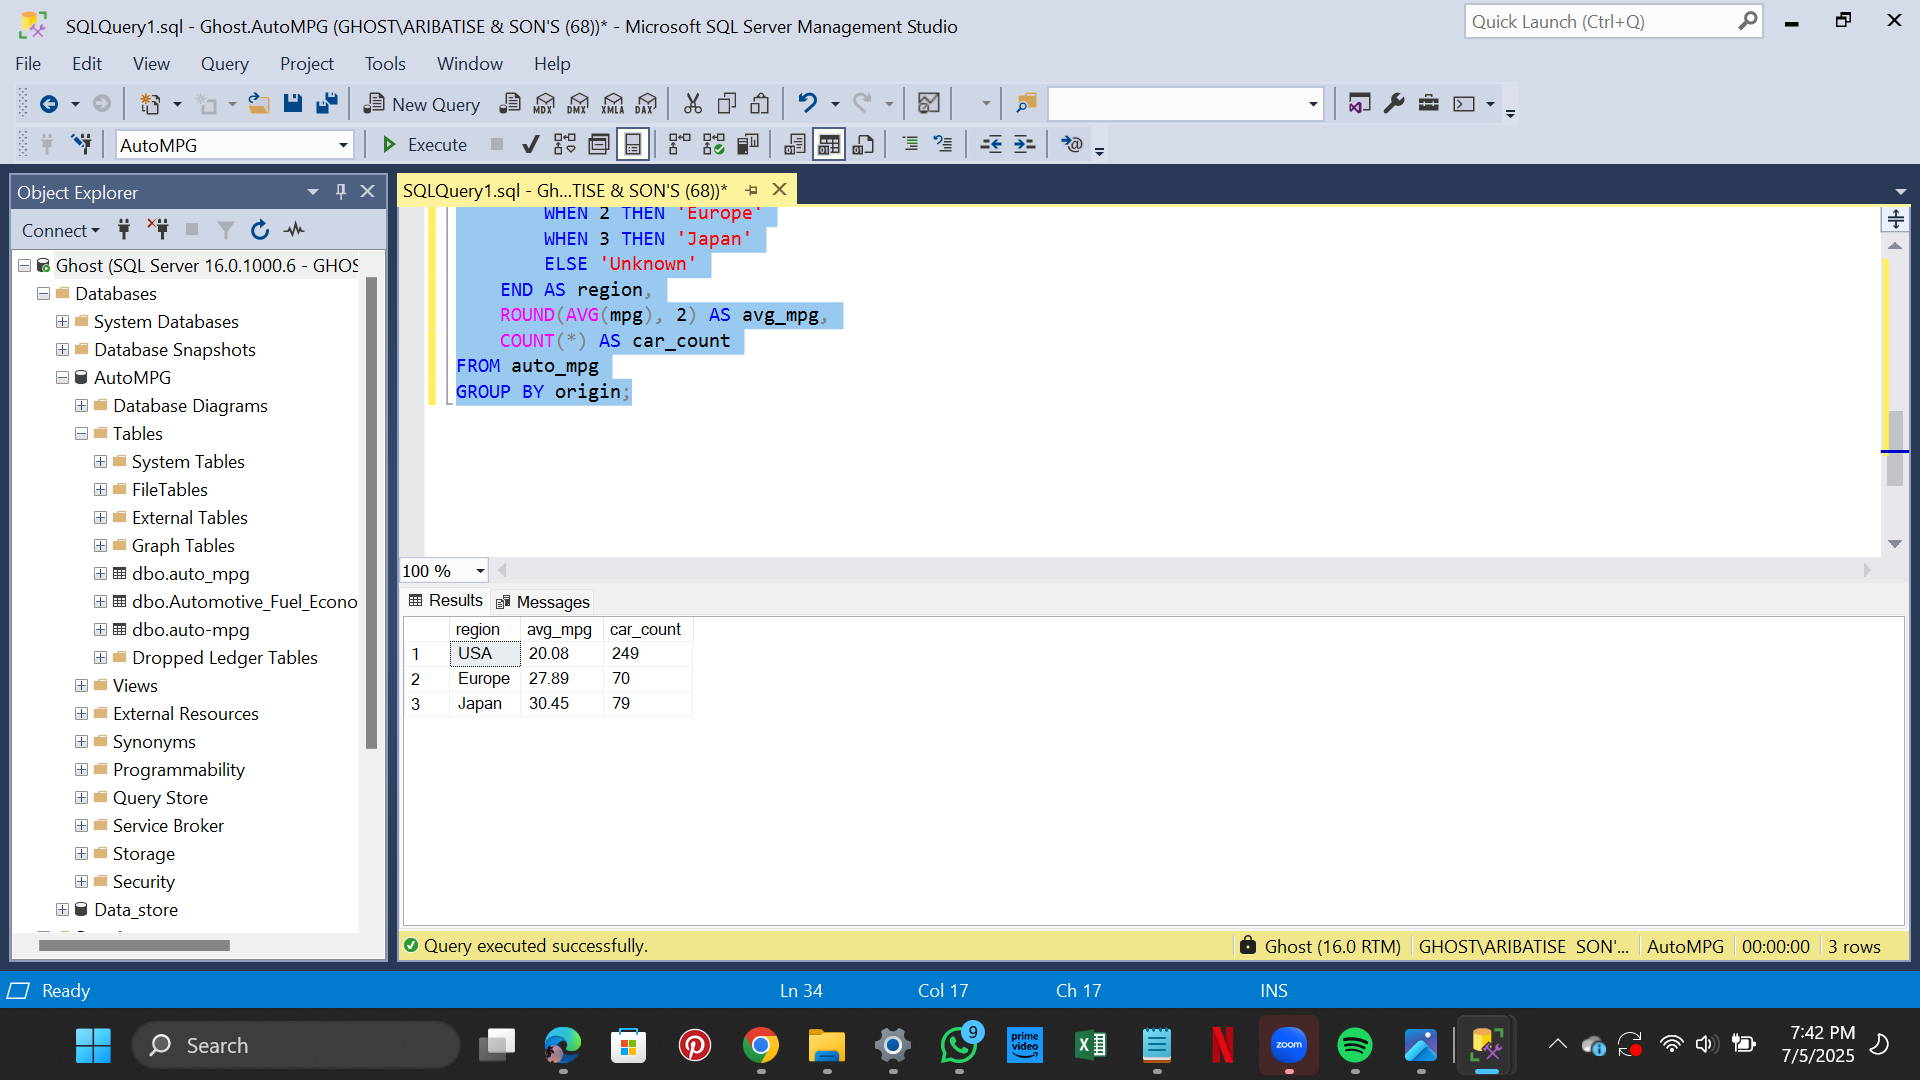 SQLQuery1.sql - Ghost.AutoMPG (GHOST\ARIBATISE & SON'S (68))* - Microsoft SQL Server Management Studio
Quick Launch (Ctrl+Q)
File Edit View Query Project Tools Window Help
New Query MDX DMX XMLA DAX
AutoMPG Execute
Object Explorer
Connect
Ghost (SQL Server 16.0.1000.6 - GHOS
Databases
System Databases
Database Snapshots
AutoMPG
Database Diagrams
Tables
System Tables
FileTables
External Tables
Graph Tables
dbo.auto_mpg
dbo.Automotive_Fuel_Econo
dbo.auto-mpg
Dropped Ledger Tables
Views
External Resources
Synonyms
Programmability
Query Store
Service Broker
Storage
Security
Data_store
SQLQuery1.sql - Gh...TISE & SON'S (68))*
WHEN 2 THEN 'Europe'
WHEN 3 THEN 'Japan'
ELSE 'Unknown'
END AS region,
ROUND(AVG(mpg), 2) AS avg_mpg,
COUNT(*) AS car_count
FROM auto_mpg
GROUP BY origin;
100 %
Results Messages
region avg_mpg car_count
1 USA 20.08 249
2 Europe 27.89 70
3 Japan 30.45 79
Query executed successfully. Ghost (16.0 RTM) GHOST\ARIBATISE SON'... AutoMPG 00:00:00 3 rows
Ready Ln 34 Col 17 Ch 17 INS
Search
9
prime video
zoom
7:42 PM
7/5/2025